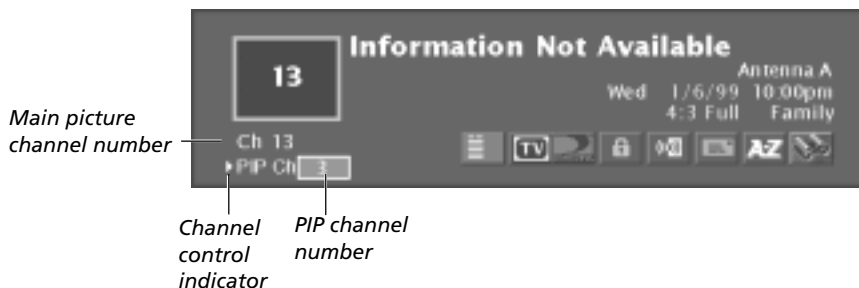 Information Not Available
13
Antenna A
Wed 1/6/99 10:00pm
4:3 Full Family
Main picture
channel number
Ch 13
TV A-Z
PIP Ch 3
Channel
control
indicator
PIP channel
number